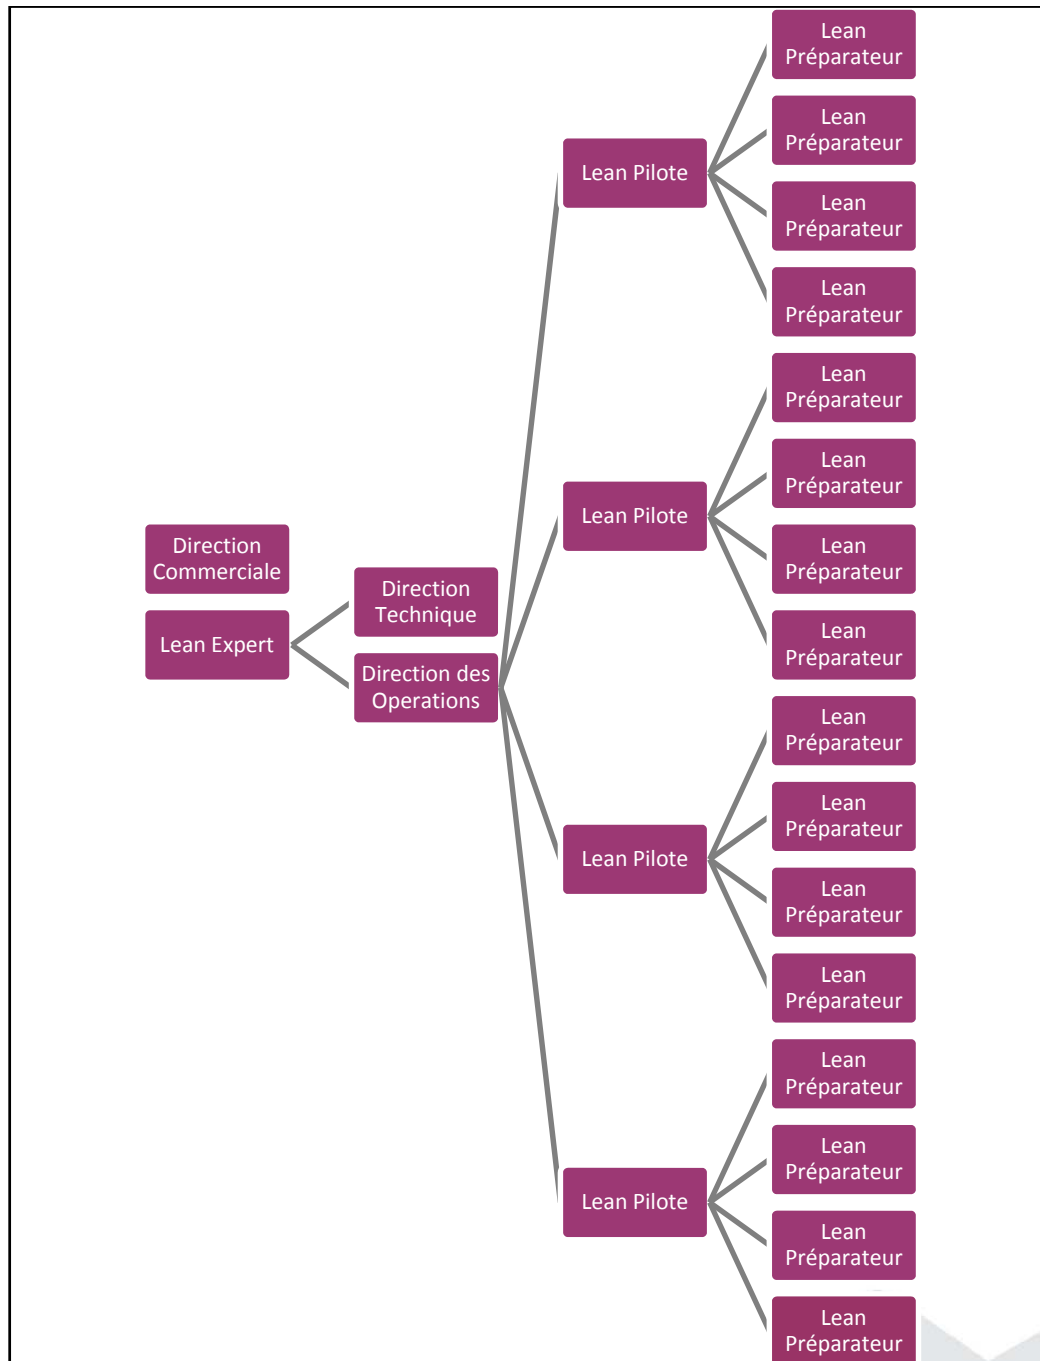 Direction
Commerciale
Lean Expert
Direction
Technique
Direction des
Operations
Lean Pilote
Lean
Préparateur
Lean
Préparateur
Lean
Préparateur
Lean
Préparateur
Lean Pilote
Lean
Préparateur
Lean
Préparateur
Lean
Préparateur
Lean
Préparateur
Lean Pilote
Lean
Préparateur
Lean
Préparateur
Lean
Préparateur
Lean
Préparateur
Lean Pilote
Lean
Préparateur
Lean
Préparateur
Lean
Préparateur
Lean
Préparateur